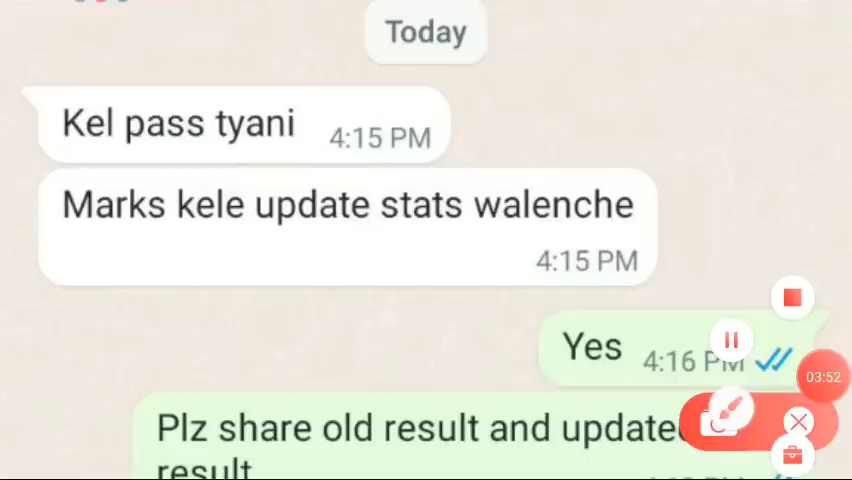 Today
Kel pass tyani
4:15 PM
Marks kele update stats walenche
4:15 PM
Yes
4:16 PM
03:52
Plz share old result and updated
result